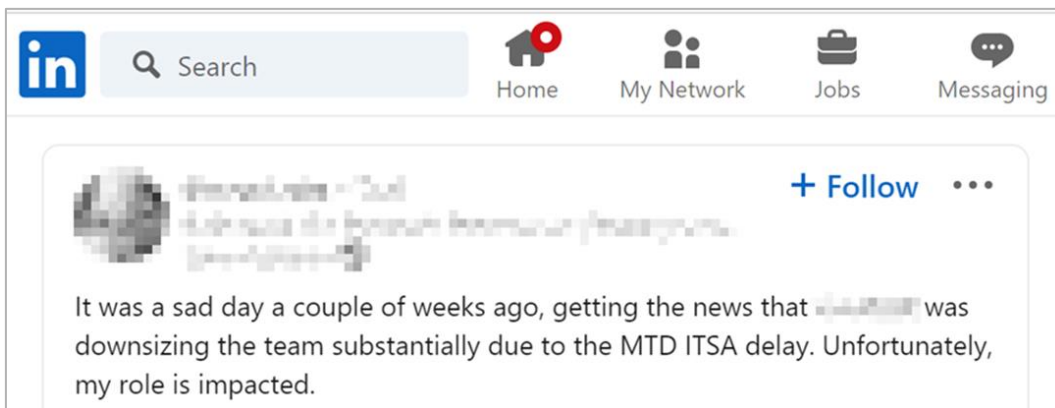 in Search
Home My Network Jobs Messaging
+ Follow ...
It was a sad day a couple of weeks ago, getting the news that was
downsizing the team substantially due to the MTD ITSA delay. Unfortunately,
my role is impacted.